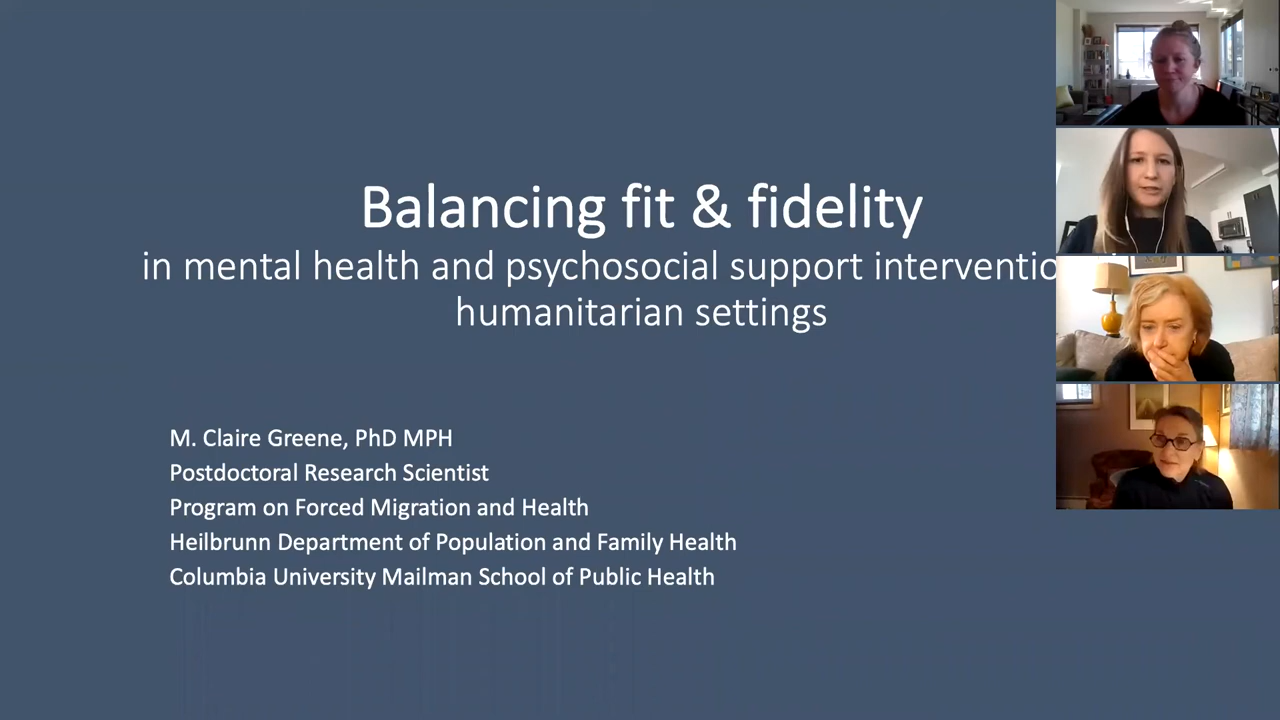 Balancing fit & fidelity
in mental health and psychosocial support interventio
humanitarian settings
M. Claire Greene, PhD MPH
Postdoctoral Research Scientist
Program on Forced Migration and Health
Heilbrunn Department of Population and Family Health
Columbia University Mailman School of Public Health